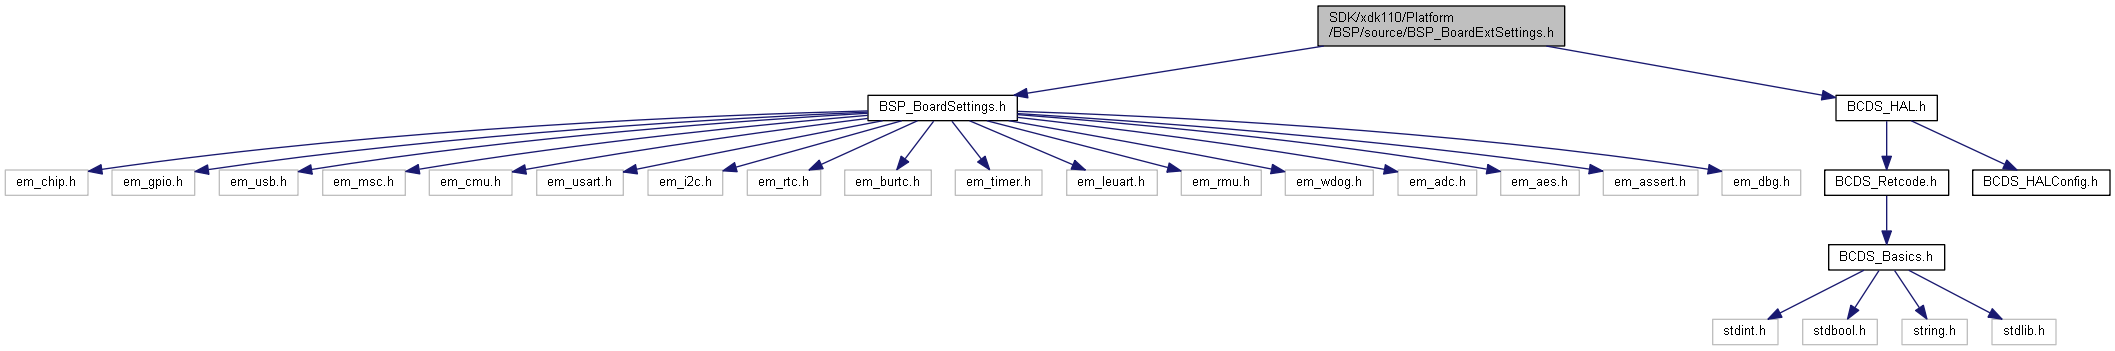 SDK/xdk110/Platform
/BSP/source/BSP_BoardExtSettings.h
BSP_BoardSettings.h
BCDS_HAL.h
em_chip.h
em_gpio.h
em_usb.h
em_msc.h
em_cmu.h
em_usart.h
em_i2c.h
em_rtc.h
em_burtc.h
em_timer.h
em_leuart.h
em_rmu.h
em_wdog.h
em_adc.h
em_aes.h
em_assert.h
em_dbg.h
BCDS_Retcode.h
BCDS_HALConfig.h
BCDS_Basics.h
stdint.h
stdbool.h
string.h
stdlib.h